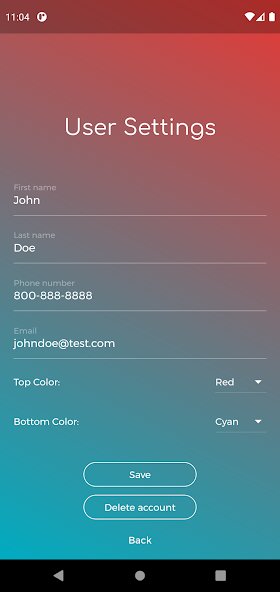 11:04
User Settings
First name
John
Last name
Doe
Phone number
800-888-8888
Email
johndoe@test.com
Top Color: Red
Bottom Color: Cyan
Save
Delete account
Back